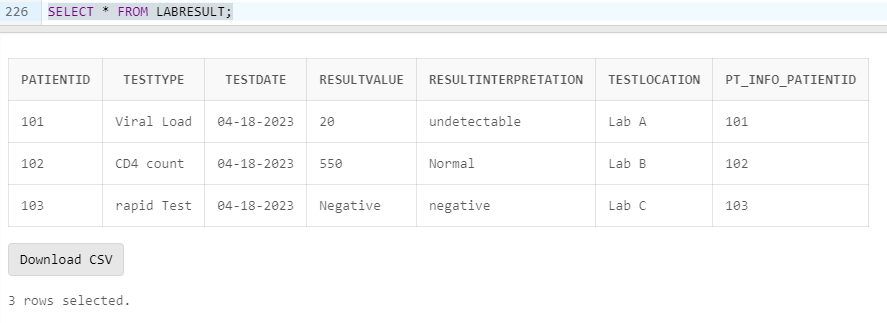 226 SELECT * FROM LABRESULT;
PATIENTID TESTTYPE TESTDATE RESULTVALUE RESULTINTERPRETATION TESTLOCATION PT_INFO_PATIENTID
101 Viral Load 04-18-2023 20 undetectable Lab A 101
102 CD4 count 04-18-2023 550 Normal Lab B 102
103 rapid Test 04-18-2023 Negative negative Lab C 103
Download CSV
3 rows selected.